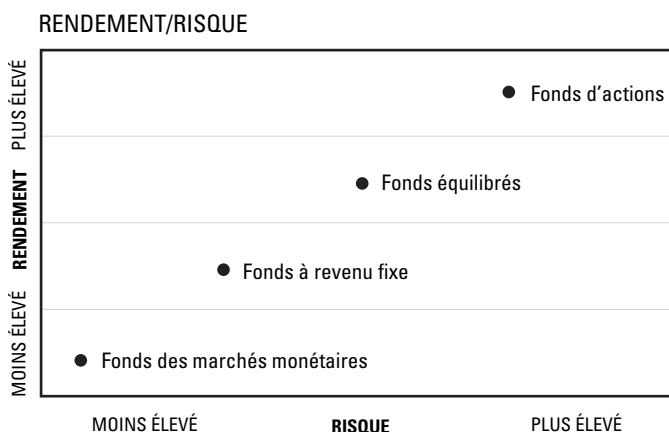 RENDEMENT/RISQUE
PLUS ÉLEVÉ
RENDEMENT
MOINS ÉLEVÉ
Fonds d’actions
Fonds équilibrés
Fonds à revenu fixe
Fonds des marchés monétaires
MOINS ÉLEVÉ
RISQUE
PLUS ÉLEVÉ